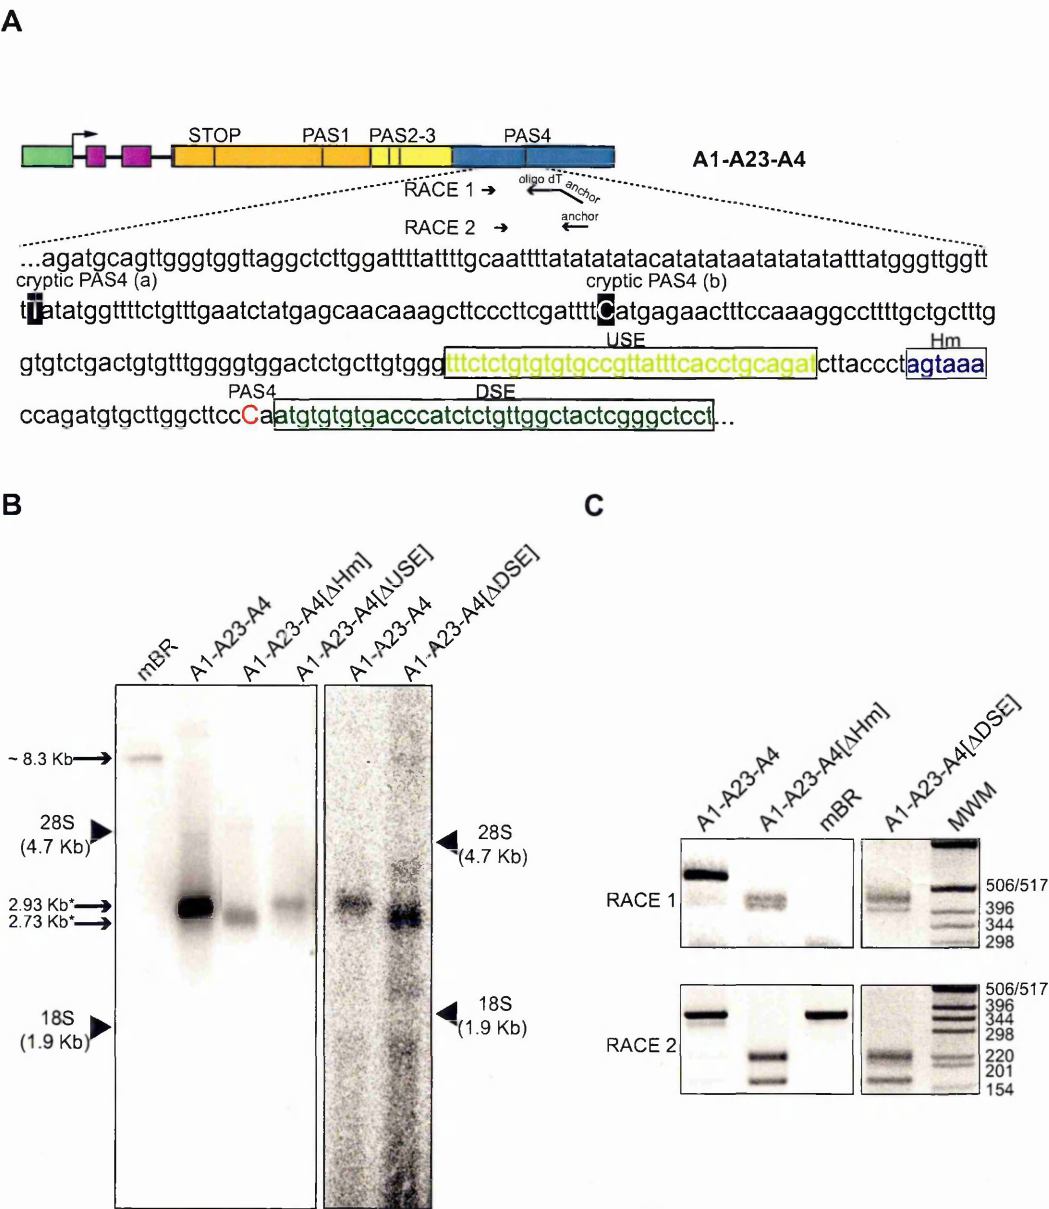 A
STOP PAS1 PAS2-3 PAS4
A1-A23-A4
RACE 1 oligo dT anchor
RACE 2 anchor
...agatgcagttgggtggttaggctcttggattttattttgcaattttatatatatacatatataatatatatatttatgggttggtt
cryptic PAS4 (a) cryptic PAS4 (b)
tTatatggttttctgtttgaatctatgagcaacaaagcttcccttcgattttCatgagaactttccaaaggccttttgctgctttg
USE Hm
gtgtctgactgtgtttggggtggactctgcttgtgggtttctctgtgtgtgccgttatttcacctgcagatcttaccctagtaaa
PAS4 DSE
ccagatgtgcttggcttccCaatgtgtgtgacccatctctgttggctactcgggctcct...
B
mBR
A1-A23-A4
A1-A23-A4[ΔHm]
A1-A23-A4[ΔUSE]
A1-A23-A4
A1-A23-A4[ΔDSE]
~ 8.3 Kb
28S
(4.7 Kb)
2.93 Kb*
2.73 Kb*
18S
(1.9 Kb)
28S
(4.7 Kb)
18S
(1.9 Kb)
C
A1-A23-A4
A1-A23-A4[ΔHm]
mBR
A1-A23-A4[ΔDSE]
MWM
RACE 1
506/517
396
344
298
RACE 2
506/517
396
344
298
220
201
154